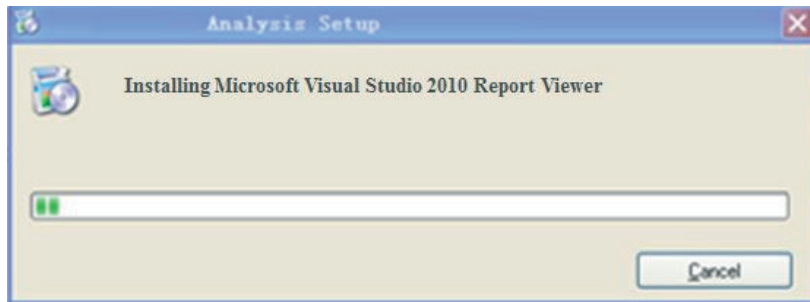 Analysis Setup
Installing Microsoft Visual Studio 2010 Report Viewer
Cancel